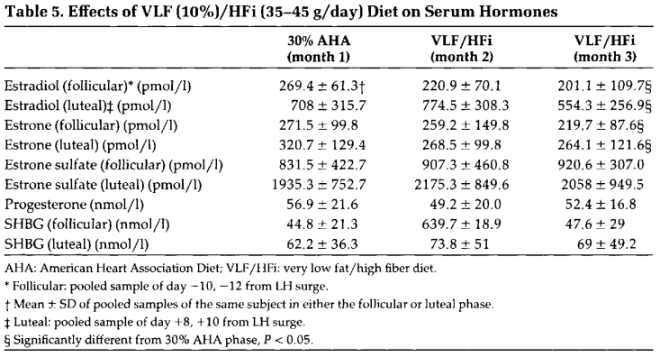 Table 5. Effects of VLF (10%)/HFi (35–45 g/day) Diet on Serum Hormones
30% AHA VLF/HFi VLF/HFi
(month 1) (month 2) (month 3)
Estradiol (follicular)* (pmol/l) 269.4 ± 61.3† 220.9 ± 70.1 201.1 ± 109.7§
Estradiol (luteal)‡ (pmol/l) 708 ± 315.7 774.5 ± 308.3 554.3 ± 256.9§
Estrone (follicular) (pmol/l) 271.5 ± 99.8 259.2 ± 149.8 219.7 ± 87.6§
Estrone (luteal) (pmol/l) 320.7 ± 129.4 268.5 ± 99.8 264.1 ± 121.6§
Estrone sulfate (follicular) (pmol/l) 831.5 ± 422.7 907.3 ± 460.8 920.6 ± 307.0
Estrone sulfate (luteal) (pmol/l) 1935.3 ± 752.7 2175.3 ± 849.6 2058 ± 949.5
Progesterone (nmol/l) 56.9 ± 21.6 49.2 ± 20.0 52.4 ± 16.8
SHBG (follicular) (nmol/l) 44.8 ± 21.3 639.7 ± 18.9 47.6 ± 29
SHBG (luteal) (nmol/l) 62.2 ± 36.3 73.8 ± 51 69 ± 49.2
AHA: American Heart Association Diet; VLF/HFi: very low fat/high fiber diet.
* Follicular: pooled sample of day −10, −12 from LH surge.
† Mean ± SD of pooled samples of the same subject in either the follicular or luteal phase.
‡ Luteal: pooled sample of day +8, +10 from LH surge.
§ Significantly different from 30% AHA phase, P < 0.05.